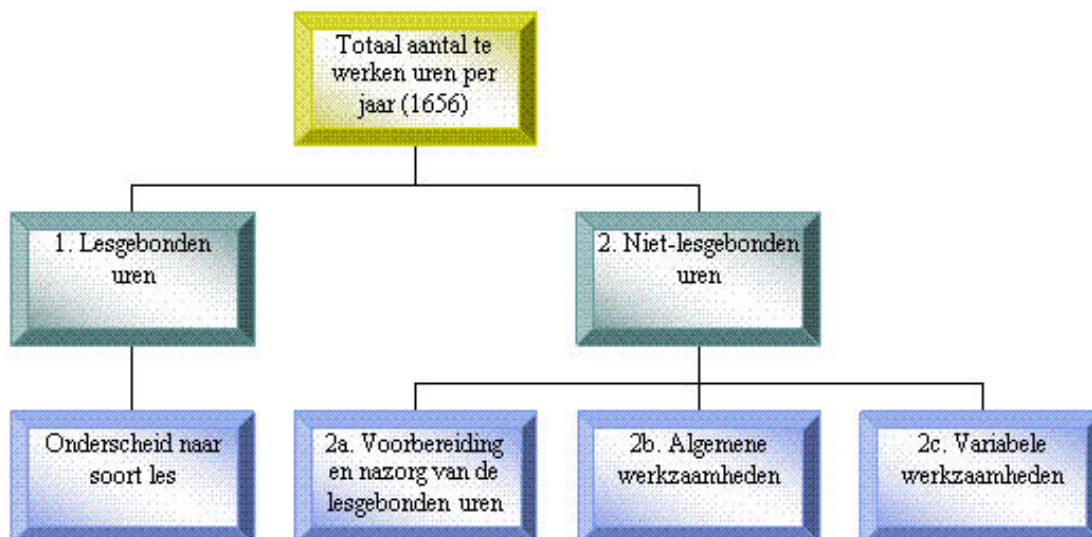 Totaal aantal te
werken uren per
jaar (1656)
1. Lesgebonden
uren
2. Niet-lesgebonden
uren
Onderscheid naar
soort les
2a. Voorbereiding
en nazorg van de
lesgebonden uren
2b. Algemene
werkzaamheden
2c. Variabele
werkzaamheden